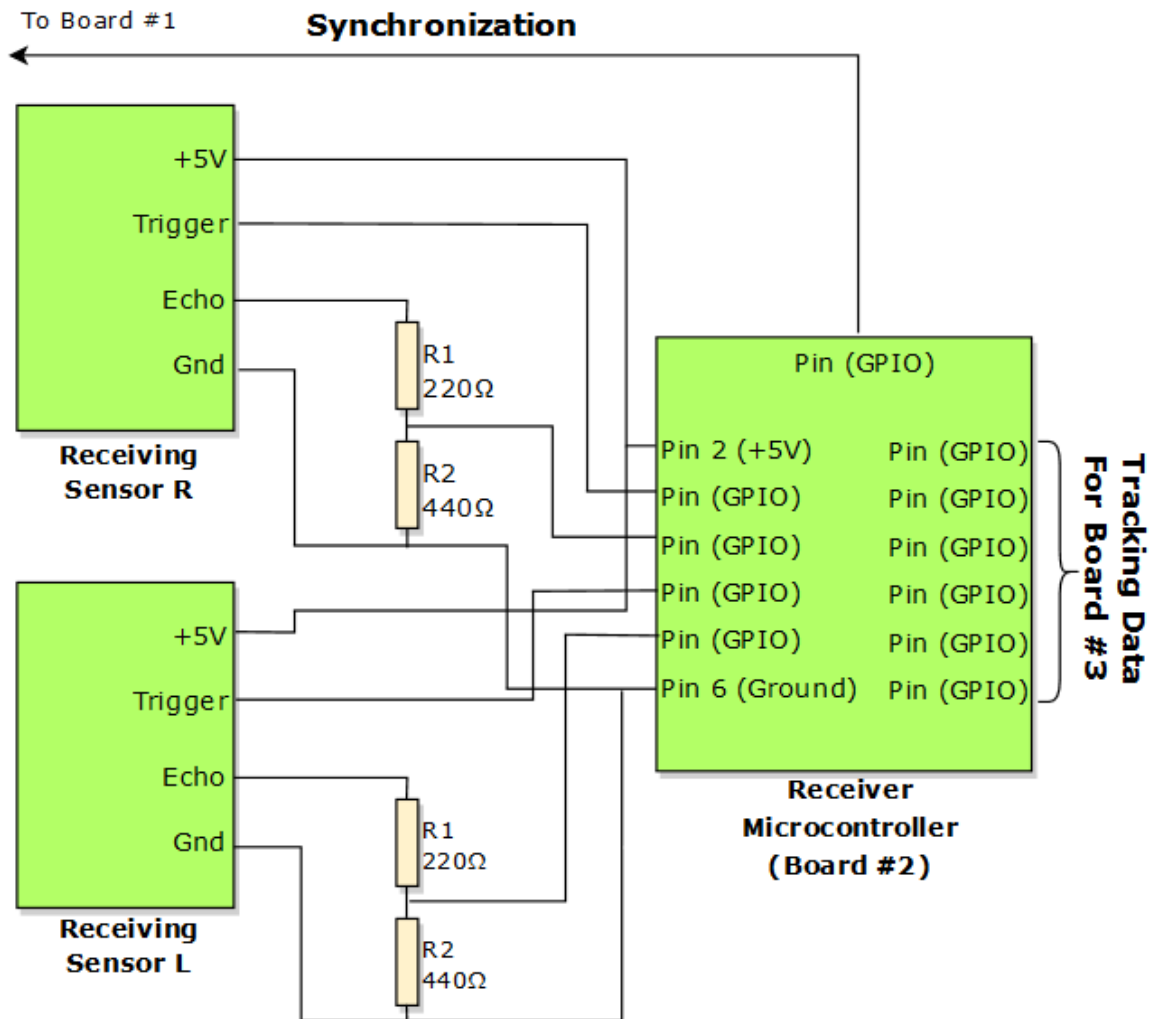 To Board #1
Synchronization
+5V
Trigger
Echo
Gnd
Receiving
Sensor R
R1
220Ω
R2
440Ω
+5V
Trigger
Echo
Gnd
Receiving
Sensor L
R1
220Ω
R2
440Ω
Pin (GPIO)
Pin 2 (+5V)
Pin (GPIO)
Pin (GPIO)
Pin (GPIO)
Pin (GPIO)
Pin 6 (Ground)
Pin (GPIO)
Pin (GPIO)
Pin (GPIO)
Pin (GPIO)
Pin (GPIO)
Pin (GPIO)
Receiver
Microcontroller
(Board #2)
Tracking Data
For Board #3